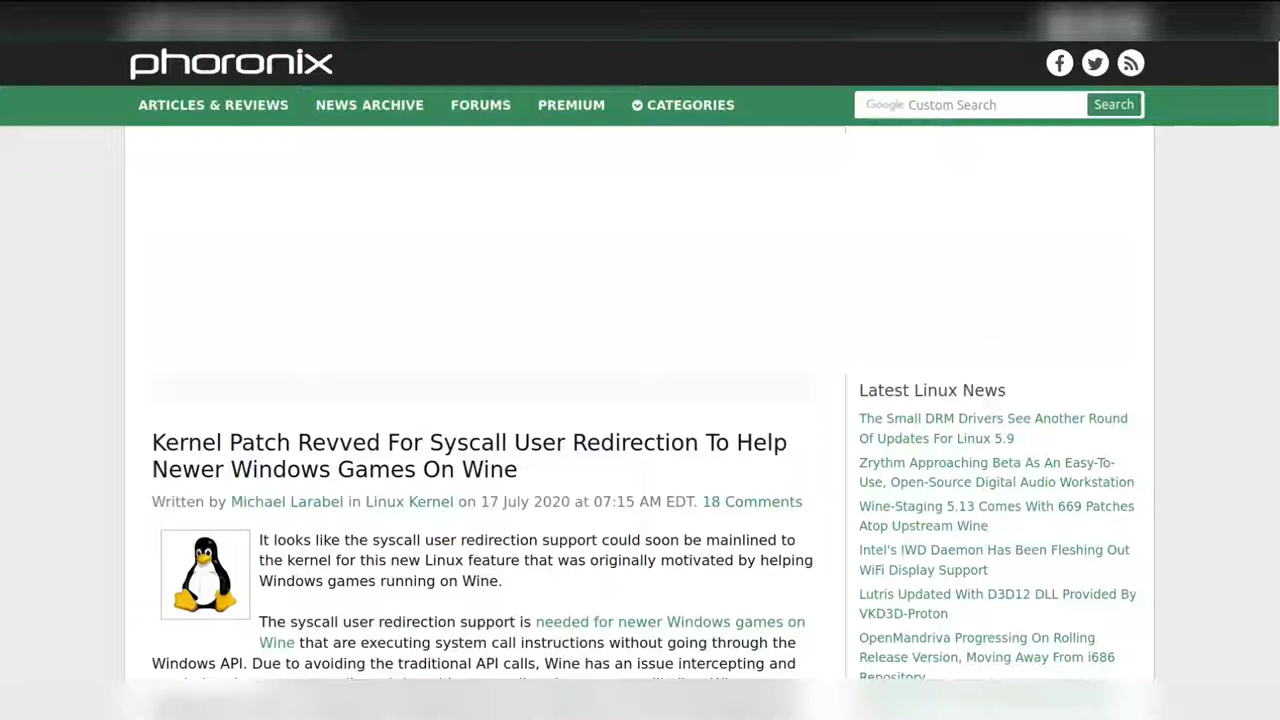 phoronix
ARTICLES & REVIEWS NEWS ARCHIVE FORUMS PREMIUM CATEGORIES
Google Custom Search Search
Kernel Patch Revved For Syscall User Redirection To Help
Newer Windows Games On Wine
Written by Michael Larabel in Linux Kernel on 17 July 2020 at 07:15 AM EDT. 18 Comments
It looks like the syscall user redirection support could soon be mainlined to
the kernel for this new Linux feature that was originally motivated by helping
Windows games running on Wine.
The syscall user redirection support is needed for newer Windows games on
Wine that are executing system call instructions without going through the
Windows API. Due to avoiding the traditional API calls, Wine has an issue intercepting and
Latest Linux News
The Small DRM Drivers See Another Round
Of Updates For Linux 5.9
Zrythm Approaching Beta As An Easy-To-
Use, Open-Source Digital Audio Workstation
Wine-Staging 5.13 Comes With 669 Patches
Atop Upstream Wine
Intel's IWD Daemon Has Been Fleshing Out
WiFi Display Support
Lutris Updated With D3D12 DLL Provided By
VKD3D-Proton
OpenMandriva Progressing On Rolling
Release Version, Moving Away From i686
Repository